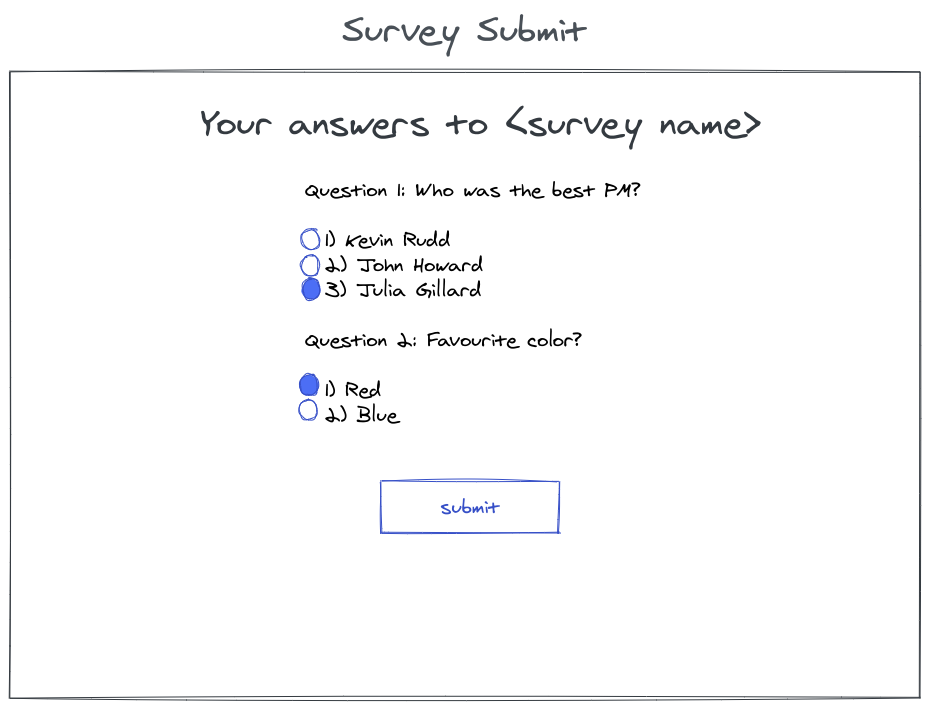 Survey Submit
Your answers to <survey name>
Question 1: Who was the best PM?
1) Kevin Rudd
2) John Howard
3) Julia Gillard
Question 2: Favourite color?
1) Red
2) Blue
submit